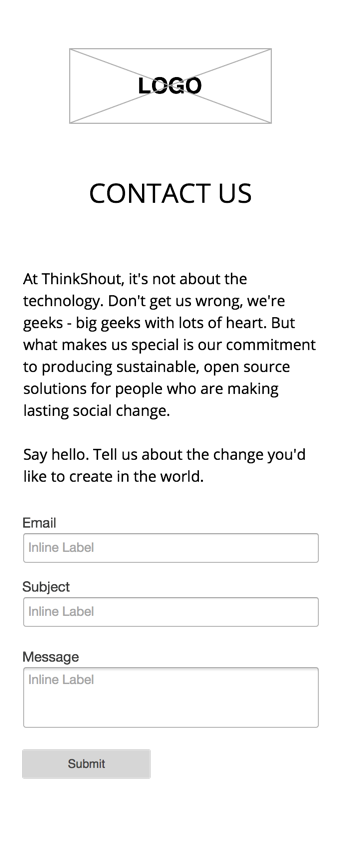 LOGO
CONTACT US
At ThinkShout, it's not about the
technology. Don't get us wrong, we're
geeks - big geeks with lots of heart. But
what makes us special is our commitment
to producing sustainable, open source
solutions for people who are making
lasting social change.
Say hello. Tell us about the change you'd
like to create in the world.
Email
Inline Label
Subject
Inline Label
Message
Inline Label
Submit